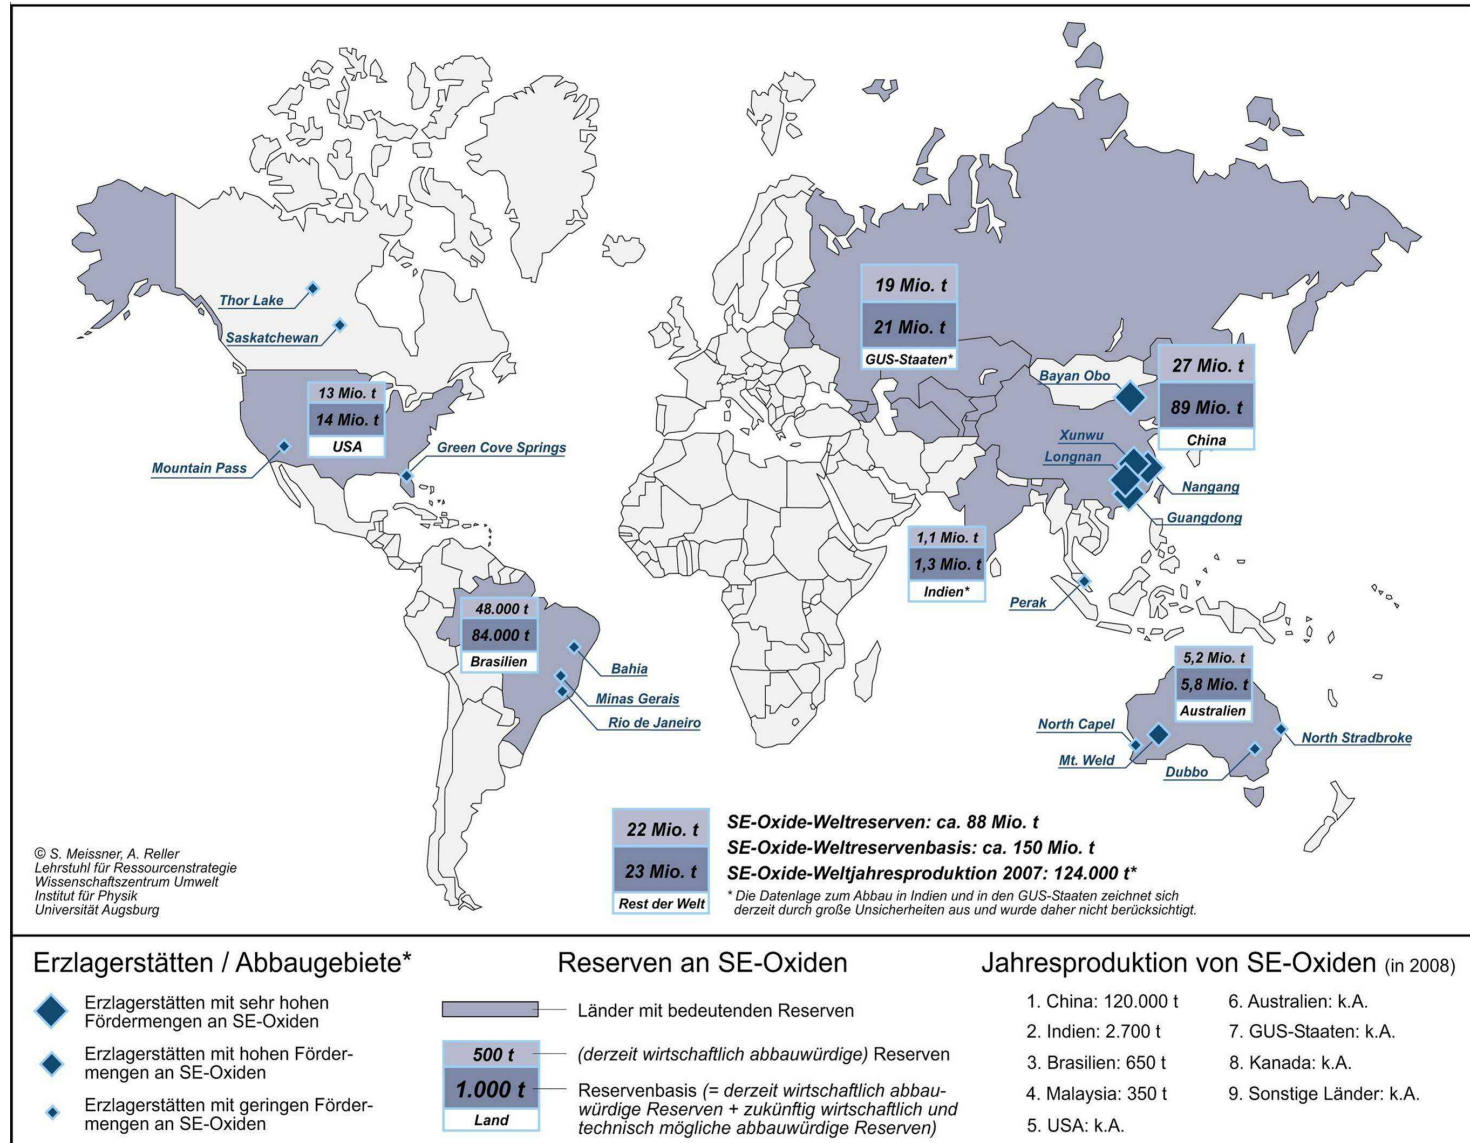 Thor Lake
Saskatchewan
13 Mio. t
14 Mio. t
USA
Mountain Pass
Green Cove Springs
19 Mio. t
21 Mio. t
GUS-Staaten*
Bayan Obo
27 Mio. t
89 Mio. t
China
Xunwu
Longnan
Nangang
Guangdong
1,1 Mio. t
1,3 Mio. t
Indien*
Perak
48.000 t
84.000 t
Brasilien
Bahia
Minas Gerais
Rio de Janeiro
5,2 Mio. t
5,8 Mio. t
Australien
North Capel
Mt. Weld
Dubbo
North Stradbroke
22 Mio. t
23 Mio. t
Rest der Welt
SE-Oxide-Weltreserven: ca. 88 Mio. t
SE-Oxide-Weltreservenbasis: ca. 150 Mio. t
SE-Oxide-Weltjahresproduktion 2007: 124.000 t*
* Die Datenlage zum Abbau in Indien und in den GUS-Staaten zeichnet sich
derzeit durch große Unsicherheiten aus und wurde daher nicht berücksichtigt.
© S. Meissner, A. Reller
Lehrstuhl für Ressourcenstrategie
Wissenschaftszentrum Umwelt
Institut für Physik
Universität Augsburg
Erzlagerstätten / Abbaugebiete*
Erzlagerstätten mit sehr hohen
Fördermengen an SE-Oxiden
Erzlagerstätten mit hohen Förder-
mengen an SE-Oxiden
Erzlagerstätten mit geringen Förder-
mengen an SE-Oxiden
Reserven an SE-Oxiden
Länder mit bedeutenden Reserven
500 t
(derzeit wirtschaftlich abbauwürdige) Reserven
1.000 t
Land
Reservenbasis (= derzeit wirtschaftlich abbau-
würdige Reserven + zukünftig wirtschaftlich und
technisch mögliche abbauwürdige Reserven)
Jahresproduktion von SE-Oxiden (in 2008)
1. China: 120.000 t
2. Indien: 2.700 t
3. Brasilien: 650 t
4. Malaysia: 350 t
5. USA: k.A.
6. Australien: k.A.
7. GUS-Staaten: k.A.
8. Kanada: k.A.
9. Sonstige Länder: k.A.